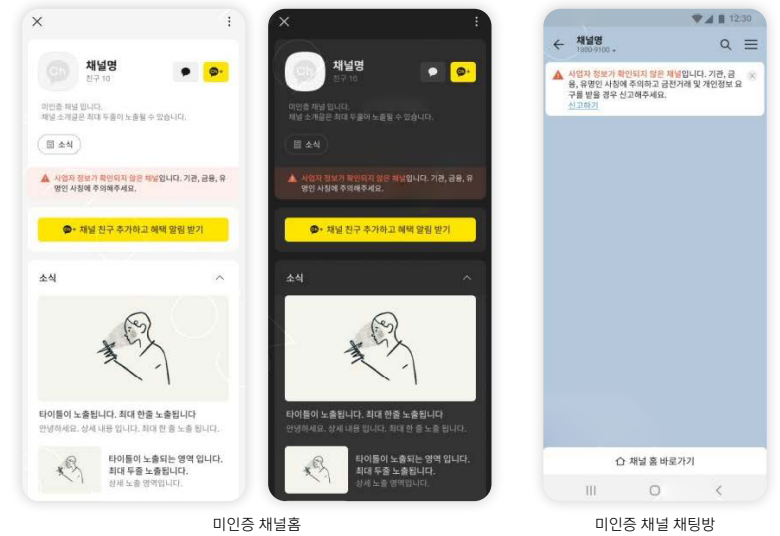 Ch
채널명
친구 10
미인증 채널 입니다.
채널 소개글은 최대 두줄이 노출될 수 있습니다.
소식
사업자 정보가 확인되지 않은 채널입니다. 기관, 금융, 유
명인 사칭에 주의해주세요.
채널 친구 추가하고 혜택 알림 받기
소식
타이틀이 노출됩니다. 최대 한줄 노출됩니다
안녕하세요. 상세 내용 입니다. 최대 한 줄 노출 됩니다.
타이틀이 노출되는 영역 입니다.
최대 두줄 노출됩니다.
상세 노출 영역입니다.
Ch
채널명
친구 10
미인증 채널 입니다.
채널 소개글은 최대 두줄이 노출될 수 있습니다.
소식
사업자 정보가 확인되지 않은 채널입니다. 기관, 금융, 유
명인 사칭에 주의해주세요.
채널 친구 추가하고 혜택 알림 받기
소식
타이틀이 노출됩니다. 최대 한줄 노출됩니다
안녕하세요. 상세 내용 입니다. 최대 한 줄 노출 됩니다.
타이틀이 노출되는 영역 입니다.
최대 두줄 노출됩니다.
상세 노출 영역입니다.
미인증 채널홈
12:30
채널명
1300-9100
사업자 정보가 확인되지 않은 채널입니다. 기관, 금
융, 유명인 사칭에 주의하고 금전거래 및 개인정보 요
구를 받을 경우 신고해주세요.
신고하기
채널 홈 바로가기
미인증 채널 채팅방